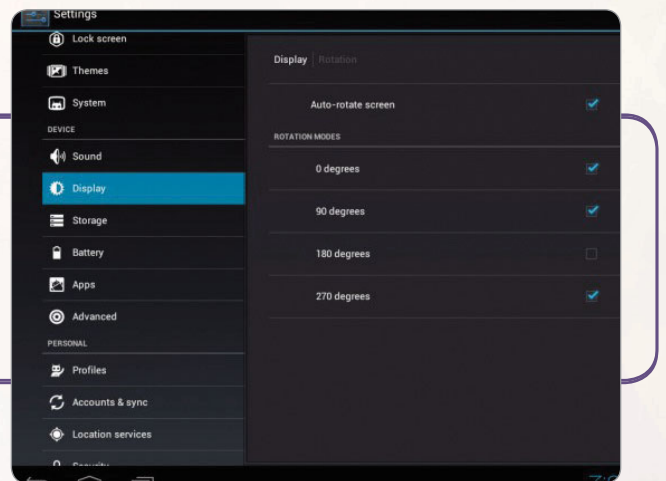 Settings
Lock screen
Themes
System
DEVICE
Sound
Display
Storage
Battery
Apps
Advanced
PERSONAL
Profiles
Accounts & sync
Location services
Security
Display | Rotation
Auto-rotate screen
ROTATION MODES
0 degrees
90 degrees
180 degrees
270 degrees